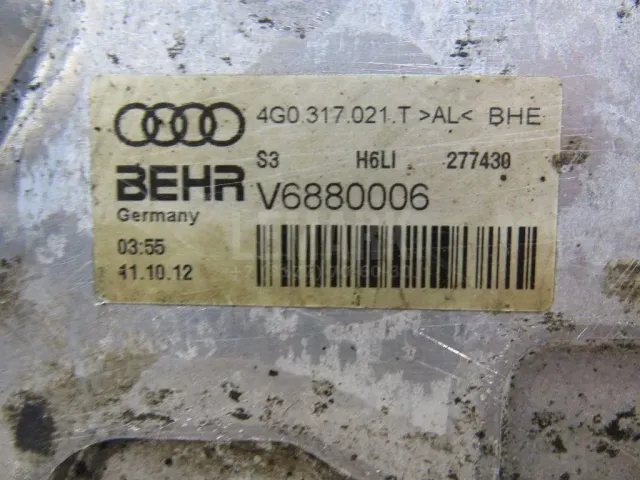 4G0.317.021.T >AL< BHE
S3 H6LI 277430
BEHR V6880006
Germany
03:55
11.10.12